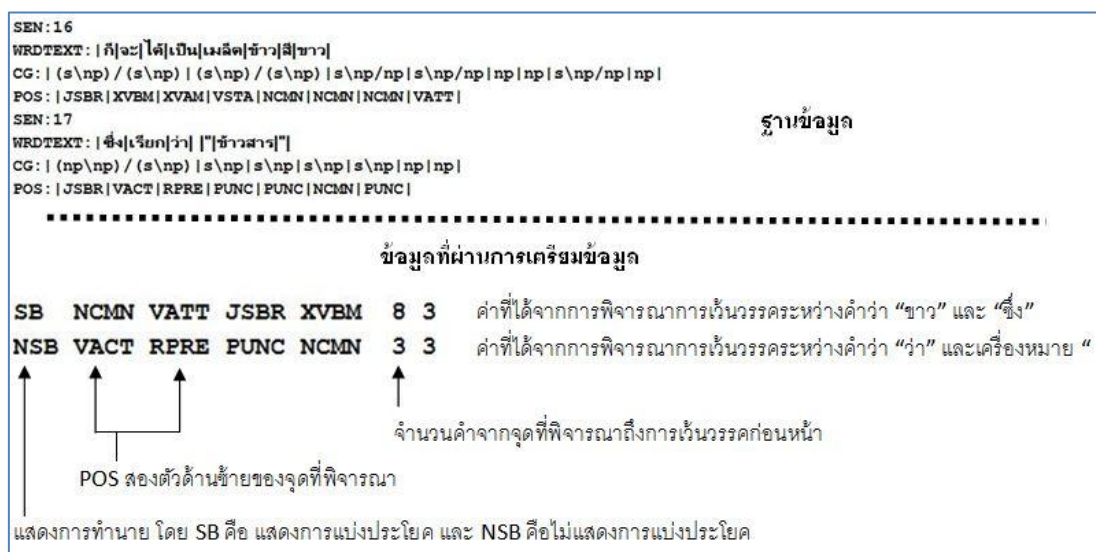 SEN:16
WRDTEXT:|ก็|จะ|ได้|เป็น|เมล็ด|ข้าว|สี|ขาว|
CG:|(s\np)/(s\np)|(s\np)/(s\np)|s\np/np|s\np/np|np|np|s\np/np|np|
POS:|JSBR|XVBM|XVAM|VSTA|NCMN|NCMN|NCMN|VATT|
SEN:17
WRDTEXT:|ซึ่ง|เรียก|ว่า| |"|ข้าวสาร|"|
CG:|(np\np)/(s\np)|s\np|s\np|s\np|s\np|np|np|
POS:|JSBR|VACT|RPRE|PUNC|PUNC|NCMN|PUNC|
ฐานข้อมูล
ข้อมูลที่ผ่านการเตรียมข้อมูล
SB NCMN VATT JSBR XVBM 8 3 ค่าที่ได้จากการพิจารณาการเว้นวรรคระหว่างคำว่า “ขาว” และ “ซึ่ง”
NSB VACT RPRE PUNC NCMN 3 3 ค่าที่ได้จากการพิจารณาการเว้นวรรคระหว่างคำว่า “ว่า” และเครื่องหมาย “
จำนวนคำจากจุดที่พิจารณาถึงการเว้นวรรคก่อนหน้า
POS สองตัวด้านซ้ายของจุดที่พิจารณา
แสดงการทำนาย โดย SB คือ แสดงการแบ่งประโยค และ NSB คือไม่แสดงการแบ่งประโยค